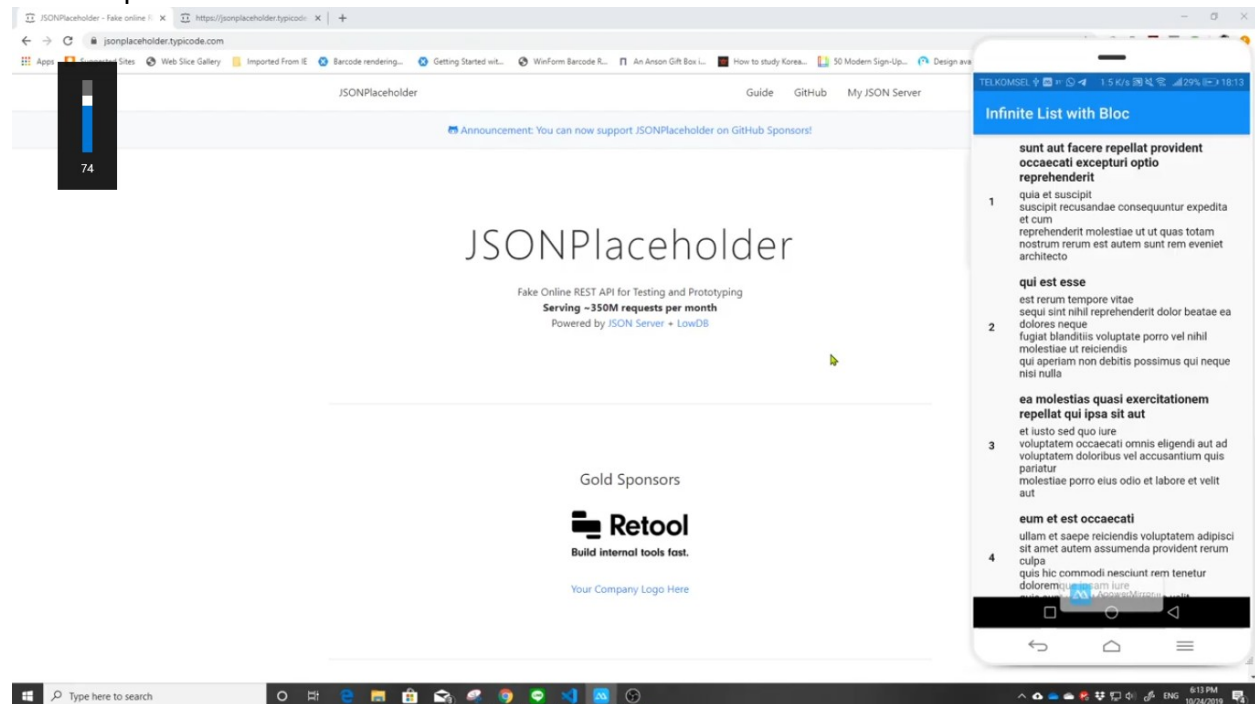 JSONPlaceholder - Fake online
https://jsonplaceholder.typicode
jsonplaceholder.typicode.com
Apps
Suggested Sites
Web Slice Gallery
Imported From IE
Barcode rendering...
Getting Started wit...
WinForm Barcode R...
An Anson Gift Box i...
How to study Korea...
50 Modern Sign-Up...
Design ava
74
JSONPlaceholder
Guide
GitHub
My JSON Server
Announcement: You can now support JSONPlaceholder on GitHub Sponsors!
JSONPlaceholder
Fake Online REST API for Testing and Prototyping
Serving ~350M requests per month
Powered by JSON Server + LowDB
Gold Sponsors
Retool
Build internal tools fast.
Your Company Logo Here
TELKOMSEL
1.5 K/s
29%
18:13
Infinite List with Bloc
sunt aut facere repellat provident
occaecati excepturi optio
reprehenderit
1
quia et suscipit
suscipit recusandae consequuntur expedita
et cum
reprehenderit molestiae ut ut quas totam
nostrum rerum est autem sunt rem eveniet
architecto
qui est esse
2
est rerum tempore vitae
sequi sint nihil reprehenderit dolor beatae ea
dolores neque
fugiat blanditiis voluptate porro vel nihil
molestiae ut reiciendis
qui aperiam non debitis possimus qui neque
nisi nulla
ea molestias quasi exercitationem
repellat qui ipsa sit aut
3
et iusto sed quo iure
voluptatem occaecati omnis eligendi aut ad
voluptatem doloribus vel accusantium quis
pariatur
molestiae porro eius odio et labore et velit
aut
eum et est occaecati
4
ullam et saepe reiciendis voluptatem adipisci
sit amet autem assumenda provident rerum
culpa
quis hic commodi nesciunt rem tenetur
doloremque ipsam iure
ApowerMirror
Type here to search
ENG
6:13 PM
10/24/2019